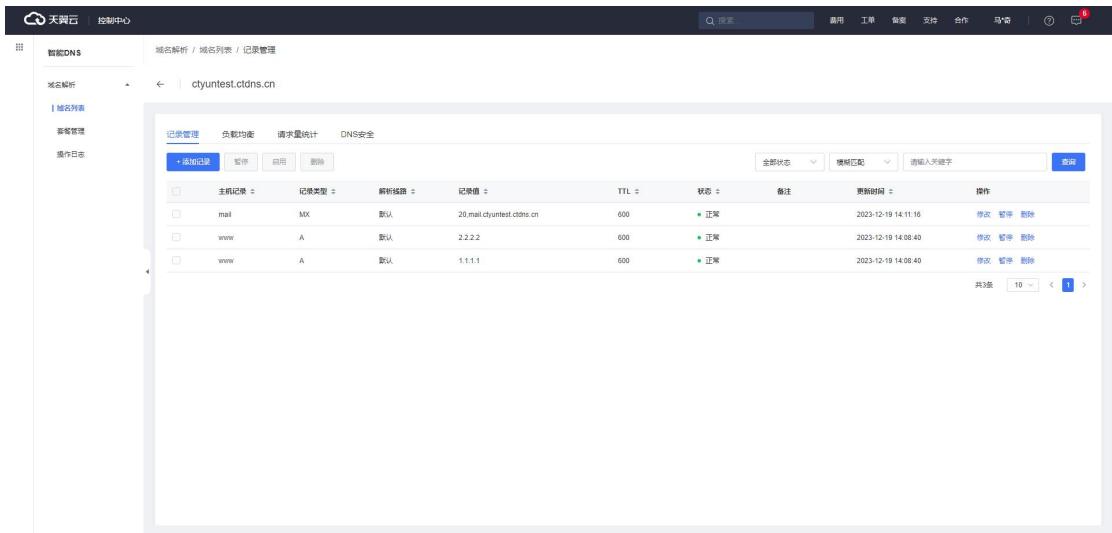 天翼云 控制中心 搜索... 费用 工单 备案 支持 合作 马*奇 6
智能DNS 域名解析 / 域名列表 / 记录管理
域名解析 ← ctyuntest.ctdns.cn
域名列表
套餐管理 记录管理 负载均衡 请求量统计 DNS安全
操作日志 + 添加记录 暂停 启用 删除 全部状态 模糊匹配 请输入关键字 查询
主机记录 记录类型 解析线路 记录值 TTL 状态 备注 更新时间 操作
mail MX 默认 20,mail.ctyuntest.ctdns.cn 600 正常 2023-12-19 14:11:16 修改 暂停 删除
www A 默认 2.2.2.2 600 正常 2023-12-19 14:08:40 修改 暂停 删除
www A 默认 1.1.1.1 600 正常 2023-12-19 14:08:40 修改 暂停 删除
共3条 10 < 1 >